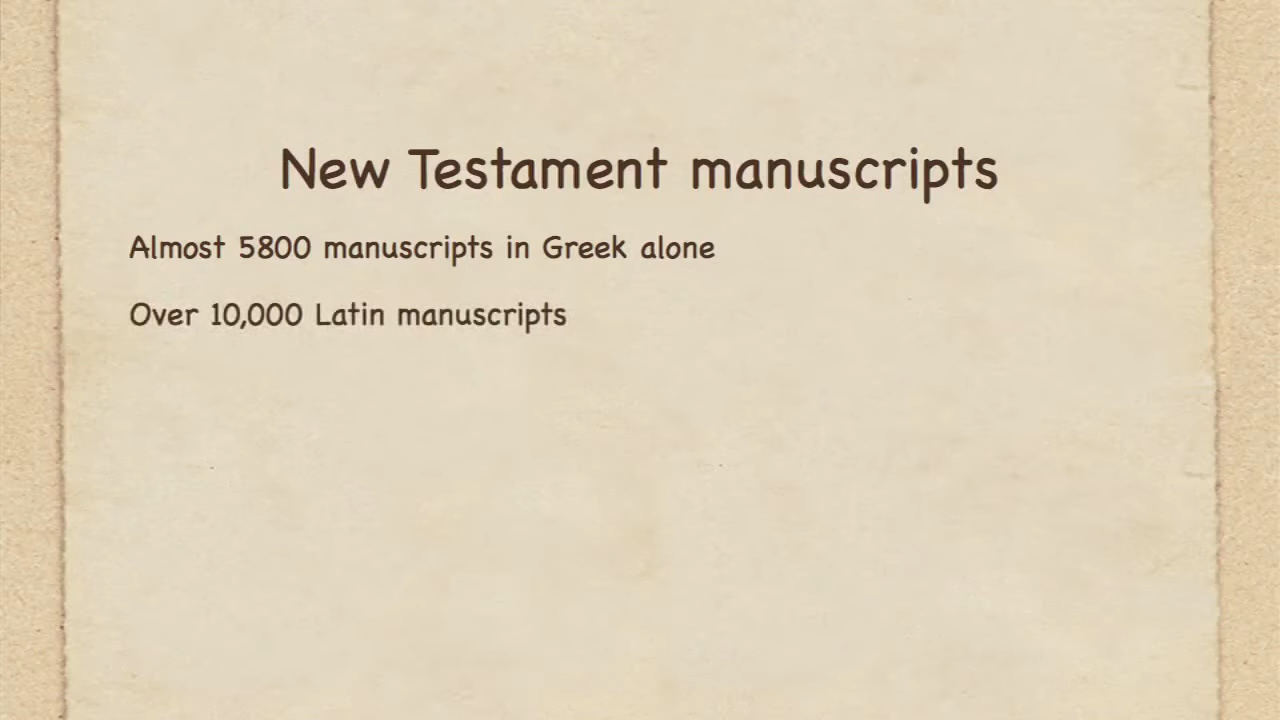 New Testament manuscripts
Almost 5800 manuscripts in Greek alone
Over 10,000 Latin manuscripts